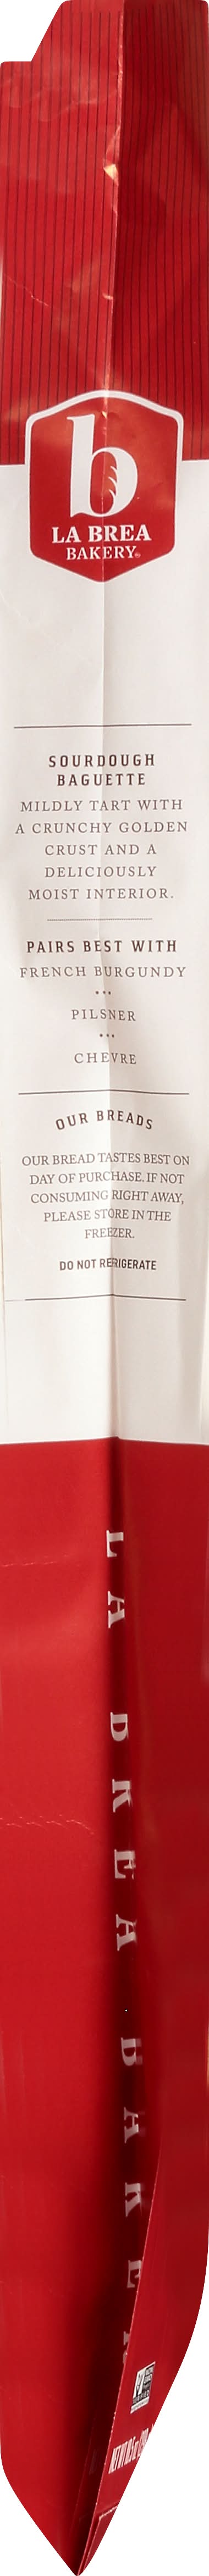 b
LA BREA
BAKERY®
SOURDOUGH
BAGUETTE
MILDLY TART WITH
A CRUNCHY GOLDEN
CRUST AND A
DELICIOUSLY
MOIST INTERIOR.
PAIRS BEST WITH
FRENCH BURGUNDY
•••
PILSNER
•••
CHEVRE
OUR BREADS
OUR BREAD TASTES BEST ON
DAY OF PURCHASE. IF NOT
CONSUMING RIGHT AWAY,
PLEASE STORE IN THE
FREEZER.
DO NOT REFRIGERATE
LA BREA
NET WT